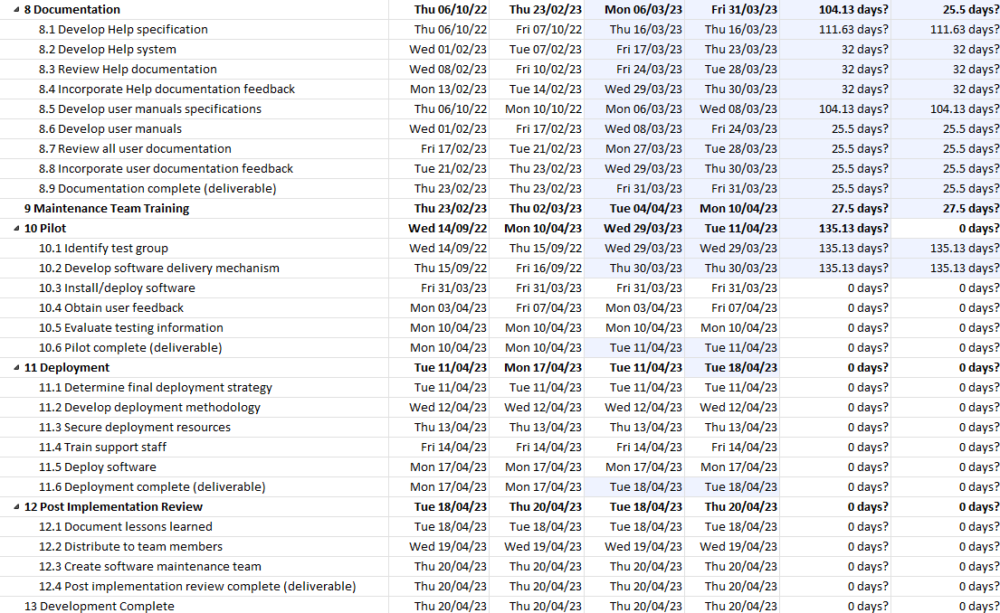 8 Documentation Thu 06/10/22 Thu 23/02/23 Mon 06/03/23 Fri 31/03/23 104.13 days? 25.5 days?
8.1 Develop Help specification Thu 06/10/22 Fri 07/10/22 Thu 16/03/23 Thu 16/03/23 111.63 days? 111.63 days?
8.2 Develop Help system Wed 01/02/23 Tue 07/02/23 Fri 17/03/23 Thu 23/03/23 32 days? 32 days?
8.3 Review Help documentation Wed 08/02/23 Fri 10/02/23 Fri 24/03/23 Tue 28/03/23 32 days? 32 days?
8.4 Incorporate Help documentation feedback Mon 13/02/23 Tue 14/02/23 Wed 29/03/23 Thu 30/03/23 32 days? 32 days?
8.5 Develop user manuals specifications Thu 06/10/22 Mon 10/10/22 Mon 06/03/23 Wed 08/03/23 104.13 days? 104.13 days?
8.6 Develop user manuals Wed 01/02/23 Fri 17/02/23 Wed 08/03/23 Fri 24/03/23 25.5 days? 25.5 days?
8.7 Review all user documentation Fri 17/02/23 Tue 21/02/23 Mon 27/03/23 Tue 28/03/23 25.5 days? 25.5 days?
8.8 Incorporate user documentation feedback Tue 21/02/23 Thu 23/02/23 Wed 29/03/23 Thu 30/03/23 25.5 days? 25.5 days?
8.9 Documentation complete (deliverable) Thu 23/02/23 Thu 23/02/23 Fri 31/03/23 Fri 31/03/23 25.5 days? 25.5 days?
9 Maintenance Team Training Thu 23/02/23 Thu 02/03/23 Tue 04/04/23 Mon 10/04/23 27.5 days? 27.5 days?
10 Pilot Wed 14/09/22 Mon 10/04/23 Wed 29/03/23 Tue 11/04/23 135.13 days? 0 days?
10.1 Identify test group Wed 14/09/22 Thu 15/09/22 Wed 29/03/23 Wed 29/03/23 135.13 days? 135.13 days?
10.2 Develop software delivery mechanism Thu 15/09/22 Fri 16/09/22 Thu 30/03/23 Thu 30/03/23 135.13 days? 135.13 days?
10.3 Install/deploy software Fri 31/03/23 Fri 31/03/23 Fri 31/03/23 Fri 31/03/23 0 days? 0 days?
10.4 Obtain user feedback Mon 03/04/23 Fri 07/04/23 Mon 03/04/23 Fri 07/04/23 0 days? 0 days?
10.5 Evaluate testing information Mon 10/04/23 Mon 10/04/23 Mon 10/04/23 Mon 10/04/23 0 days? 0 days?
10.6 Pilot complete (deliverable) Mon 10/04/23 Mon 10/04/23 Tue 11/04/23 Tue 11/04/23 0 days? 0 days?
11 Deployment Tue 11/04/23 Mon 17/04/23 Tue 11/04/23 Tue 18/04/23 0 days? 0 days?
11.1 Determine final deployment strategy Tue 11/04/23 Tue 11/04/23 Tue 11/04/23 Tue 11/04/23 0 days? 0 days?
11.2 Develop deployment methodology Wed 12/04/23 Wed 12/04/23 Wed 12/04/23 Wed 12/04/23 0 days? 0 days?
11.3 Secure deployment resources Thu 13/04/23 Thu 13/04/23 Thu 13/04/23 Thu 13/04/23 0 days? 0 days?
11.4 Train support staff Fri 14/04/23 Fri 14/04/23 Fri 14/04/23 Fri 14/04/23 0 days? 0 days?
11.5 Deploy software Mon 17/04/23 Mon 17/04/23 Mon 17/04/23 Mon 17/04/23 0 days? 0 days?
11.6 Deployment complete (deliverable) Mon 17/04/23 Mon 17/04/23 Tue 18/04/23 Tue 18/04/23 0 days? 0 days?
12 Post Implementation Review Tue 18/04/23 Thu 20/04/23 Tue 18/04/23 Thu 20/04/23 0 days? 0 days?
12.1 Document lessons learned Tue 18/04/23 Tue 18/04/23 Tue 18/04/23 Tue 18/04/23 0 days? 0 days?
12.2 Distribute to team members Wed 19/04/23 Wed 19/04/23 Wed 19/04/23 Wed 19/04/23 0 days? 0 days?
12.3 Create software maintenance team Thu 20/04/23 Thu 20/04/23 Thu 20/04/23 Thu 20/04/23 0 days? 0 days?
12.4 Post implementation review complete (deliverable) Thu 20/04/23 Thu 20/04/23 Thu 20/04/23 Thu 20/04/23 0 days? 0 days?
13 Development Complete Thu 20/04/23 Thu 20/04/23 Thu 20/04/23 Thu 20/04/23 0 days? 0 days?